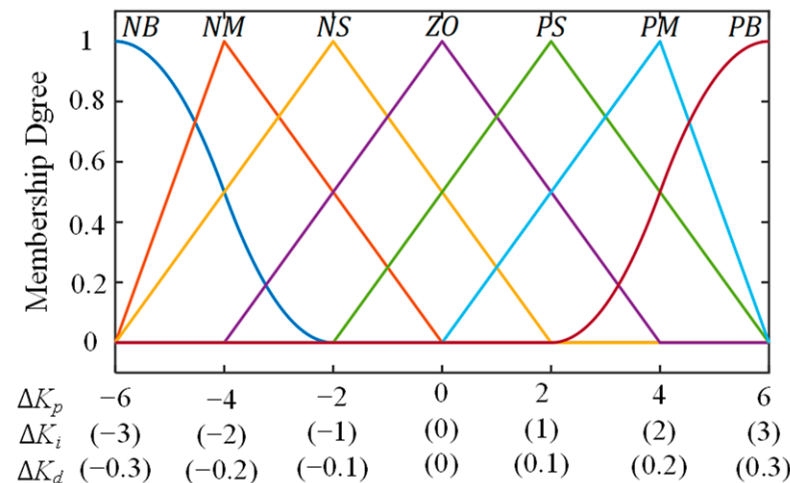 NB NM NS ZO PS PM PB
1
0.8
0.6
0.4
0.2
0
Membership Dgree
ΔKp −6 −4 −2 0 2 4 6
ΔKi (−3) (−2) (−1) (0) (1) (2) (3)
ΔKd (−0.3) (−0.2) (−0.1) (0) (0.1) (0.2) (0.3)